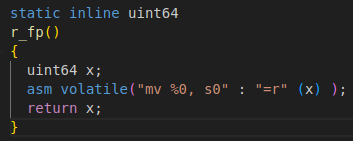 static inline uint64
r_fp()
{
  uint64 x;
  asm volatile("mv %0, s0" : "=r" (x) );
  return x;
}